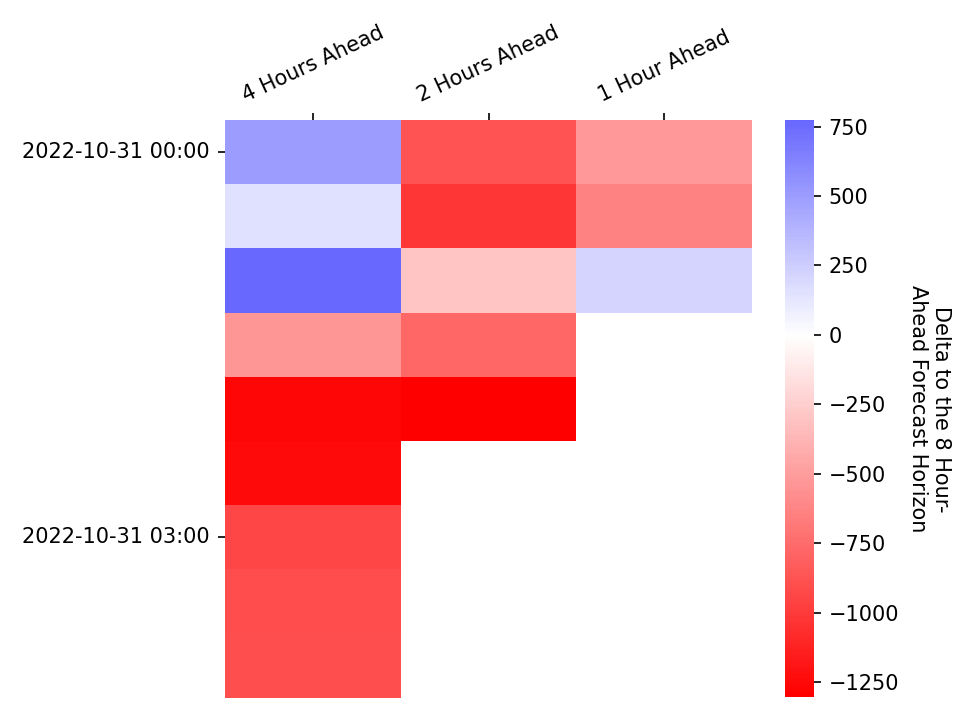 4 Hours Ahead
2 Hours Ahead
1 Hour Ahead
2022-10-31 00:00
2022-10-31 03:00
750
500
250
0
−250
−500
−750
−1000
−1250
Delta to the 8 Hour-
Ahead Forecast Horizon